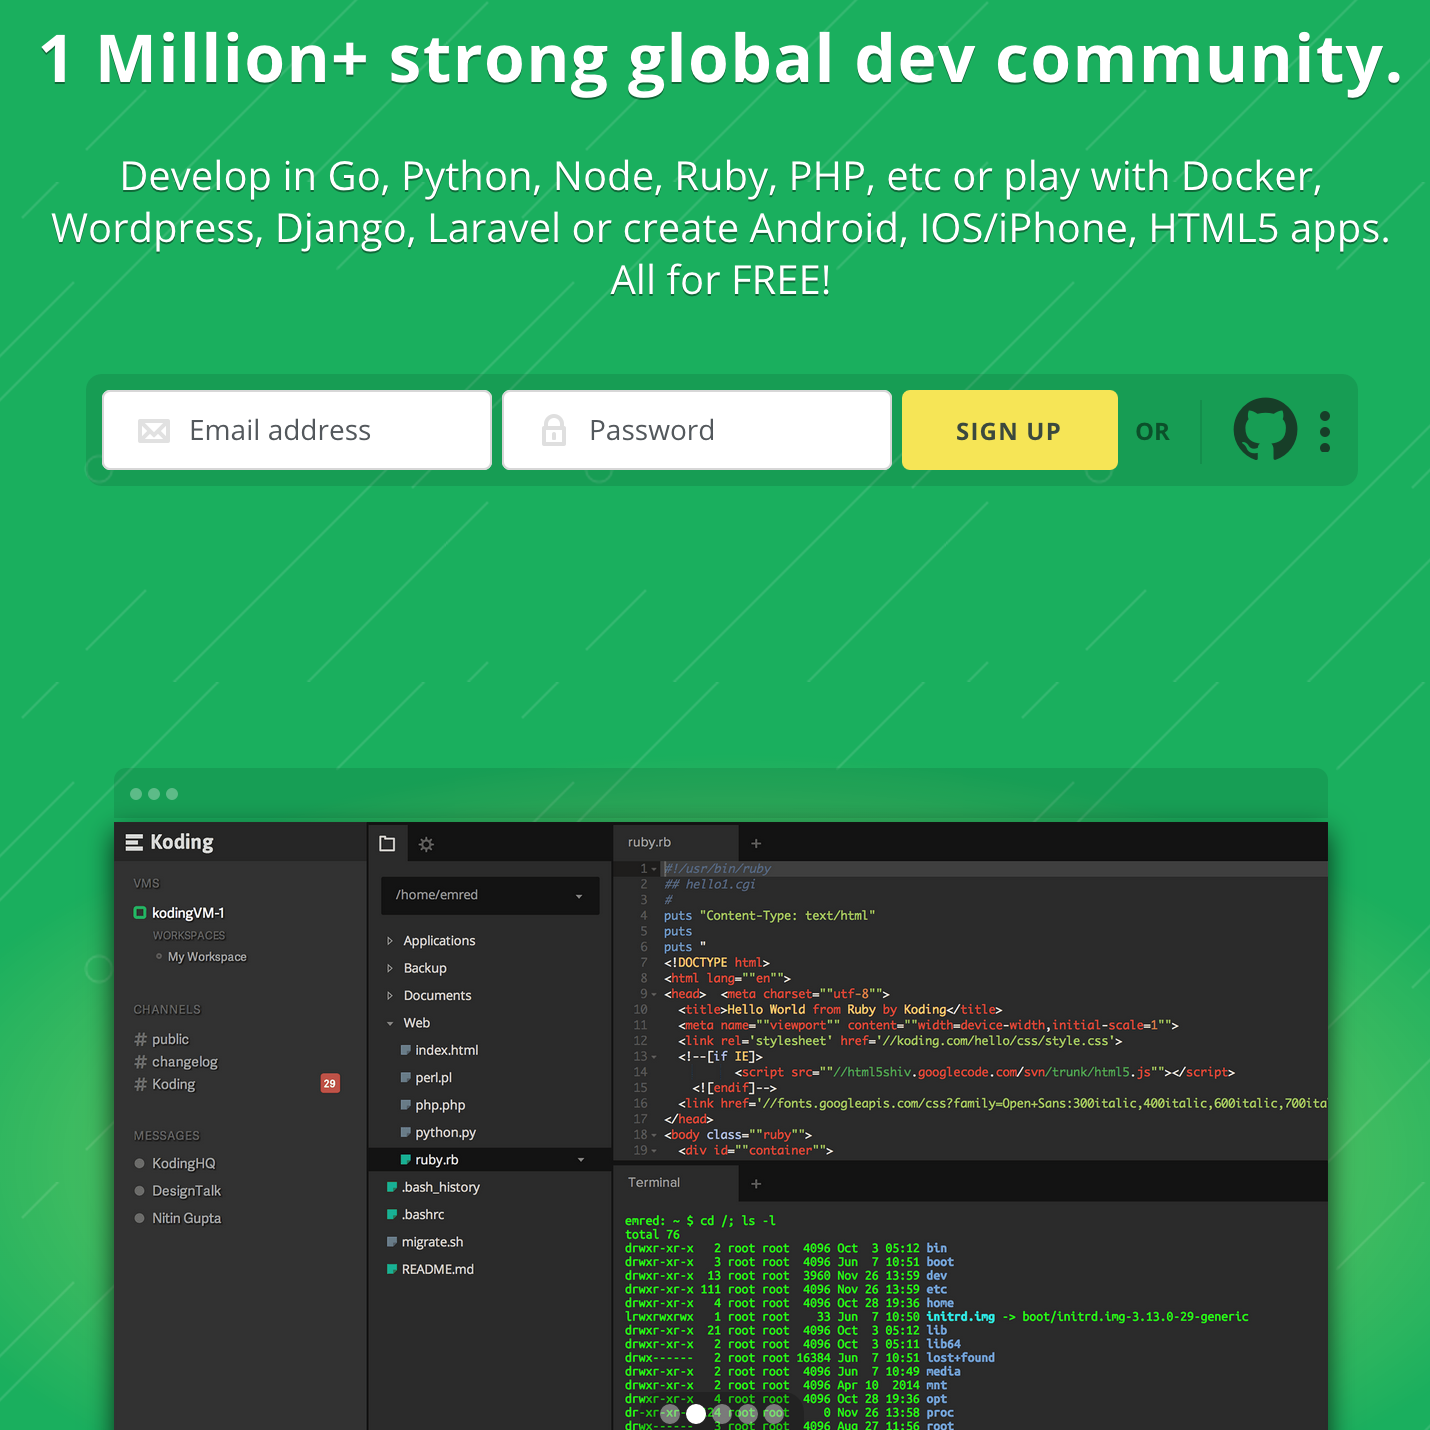 1 Million+ strong global dev community.
Develop in Go, Python, Node, Ruby, PHP, etc or play with Docker,
Wordpress, Django, Laravel or create Android, IOS/iPhone, HTML5 apps.
All for FREE!
Email address
Password
SIGN UP
OR
Koding
VMS
kodingVM-1
WORKSPACES
My Workspace
CHANNELS
# public
# changelog
# Koding 29
MESSAGES
KodingHQ
DesignTalk
Nitin Gupta
/home/emred
Applications
Backup
Documents
Web
index.html
perl.pl
php.php
python.py
ruby.rb
.bash_history
.bashrc
migrate.sh
README.md
ruby.rb +
1 #!/usr/bin/ruby
2 ## hello1.cgi
3 #
4 puts "Content-Type: text/html"
5 puts
6 puts "
7 <!DOCTYPE html>
8 <html lang=""en"">
9 <head>  <meta charset=""utf-8"">
10 <title>Hello World from Ruby by Koding</title>
11 <meta name=""viewport"" content=""width=device-width,initial-scale=1"">
12 <link rel='stylesheet' href='//koding.com/hello/css/style.css'>
13 <!--[if IE]>
14 <script src=""//html5shiv.googlecode.com/svn/trunk/html5.js""></script>
15 <![endif]-->
16 <link href='//fonts.googleapis.com/css?family=Open+Sans:300italic,400italic,600italic,700ita
17 </head>
18 <body class=""ruby"">
19 <div id=""container"">
Terminal +
emred: ~ $ cd /; ls -l
total 76
drwxr-xr-x 2 root root 4096 Oct 3 05:12 bin
drwxr-xr-x 3 root root 4096 Jun 7 10:51 boot
drwxr-xr-x 13 root root 3960 Nov 26 13:59 dev
drwxr-xr-x 111 root root 4096 Nov 26 13:59 etc
drwxr-xr-x 4 root root 4096 Oct 28 19:36 home
lrwxrwxrwx 1 root root 33 Jun 7 10:50 initrd.img -> boot/initrd.img-3.13.0-29-generic
drwxr-xr-x 21 root root 4096 Oct 3 05:12 lib
drwxr-xr-x 2 root root 4096 Oct 3 05:11 lib64
drwx------ 2 root root 16384 Jun 7 10:51 lost+found
drwxr-xr-x 2 root root 4096 Jun 7 10:49 media
drwxr-xr-x 2 root root 4096 Apr 10 2014 mnt
drwxr-xr-x 4 root root 4096 Oct 28 19:36 opt
dr-xr-xr-x 124 root root 0 Nov 26 13:58 proc
drwx------ 3 root root 4096 Aug 27 11:56 root